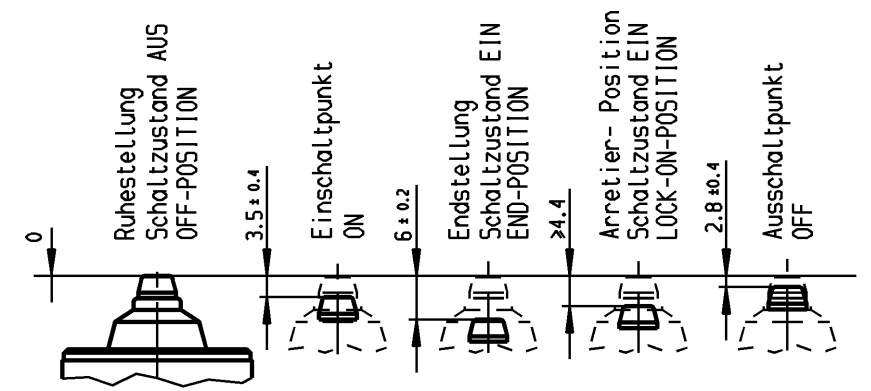 0
Ruhestellung
Schaltzustand AUS
OFF-POSITION
3.5 ± 0.4
Einschaltpunkt
ON
6 ± 0.2
Endstellung
Schaltzustand EIN
END-POSITION
≥4.4
Arretier- Position
Schaltzustand EIN
LOCK-ON-POSITION
2.8 ±0.4
Ausschaltpunkt
OFF